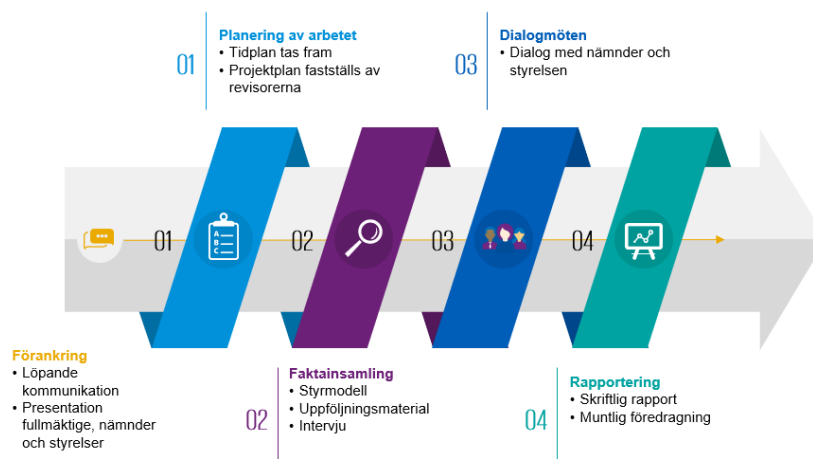 01
Planering av arbetet
• Tidplan tas fram
• Projektplan fastställs av
revisorerna
03
Dialogmöten
• Dialog med nämnder och
styrelsen
01
A
B
C
02
03
04
Förankring
• Löpande
kommunikation
• Presentation
fullmäktige, nämnder
och styrelser
02
Faktainsamling
• Styrmodell
• Uppföljningsmaterial
• Intervju
04
Rapportering
• Skriftlig rapport
• Muntlig föredragning